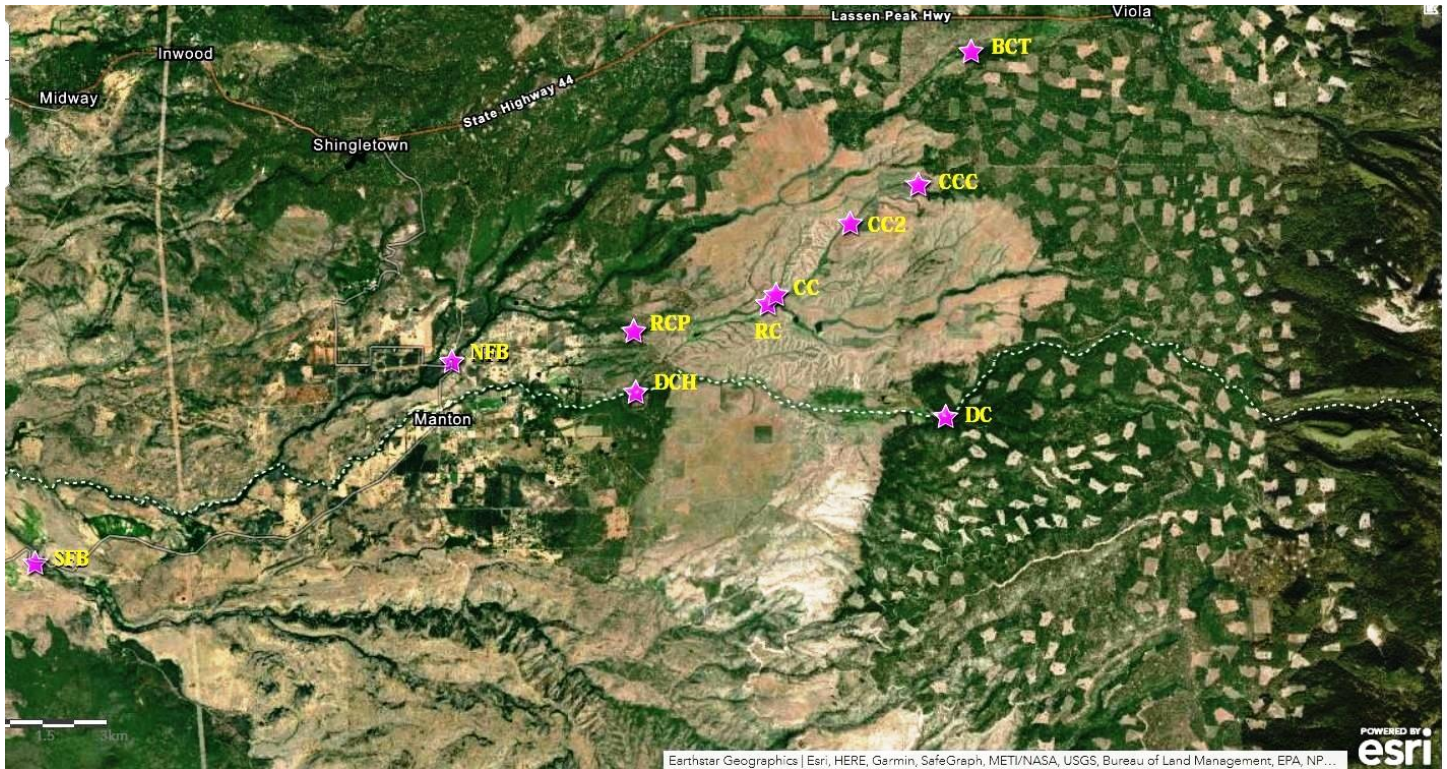 Lassen Peak Hwy
Viola
BCT
Inwood
Midway
State Highway 44
Shingletown
CCC
CC2
CC
RC
RCP
NFB
DCH
DC
Manton
SFB
1.5 3km
POWERED BY
esri
Earthstar Geographics | Esri, HERE, Garmin, SafeGraph, METI/NASA, USGS, Bureau of Land Management, EPA, NP...